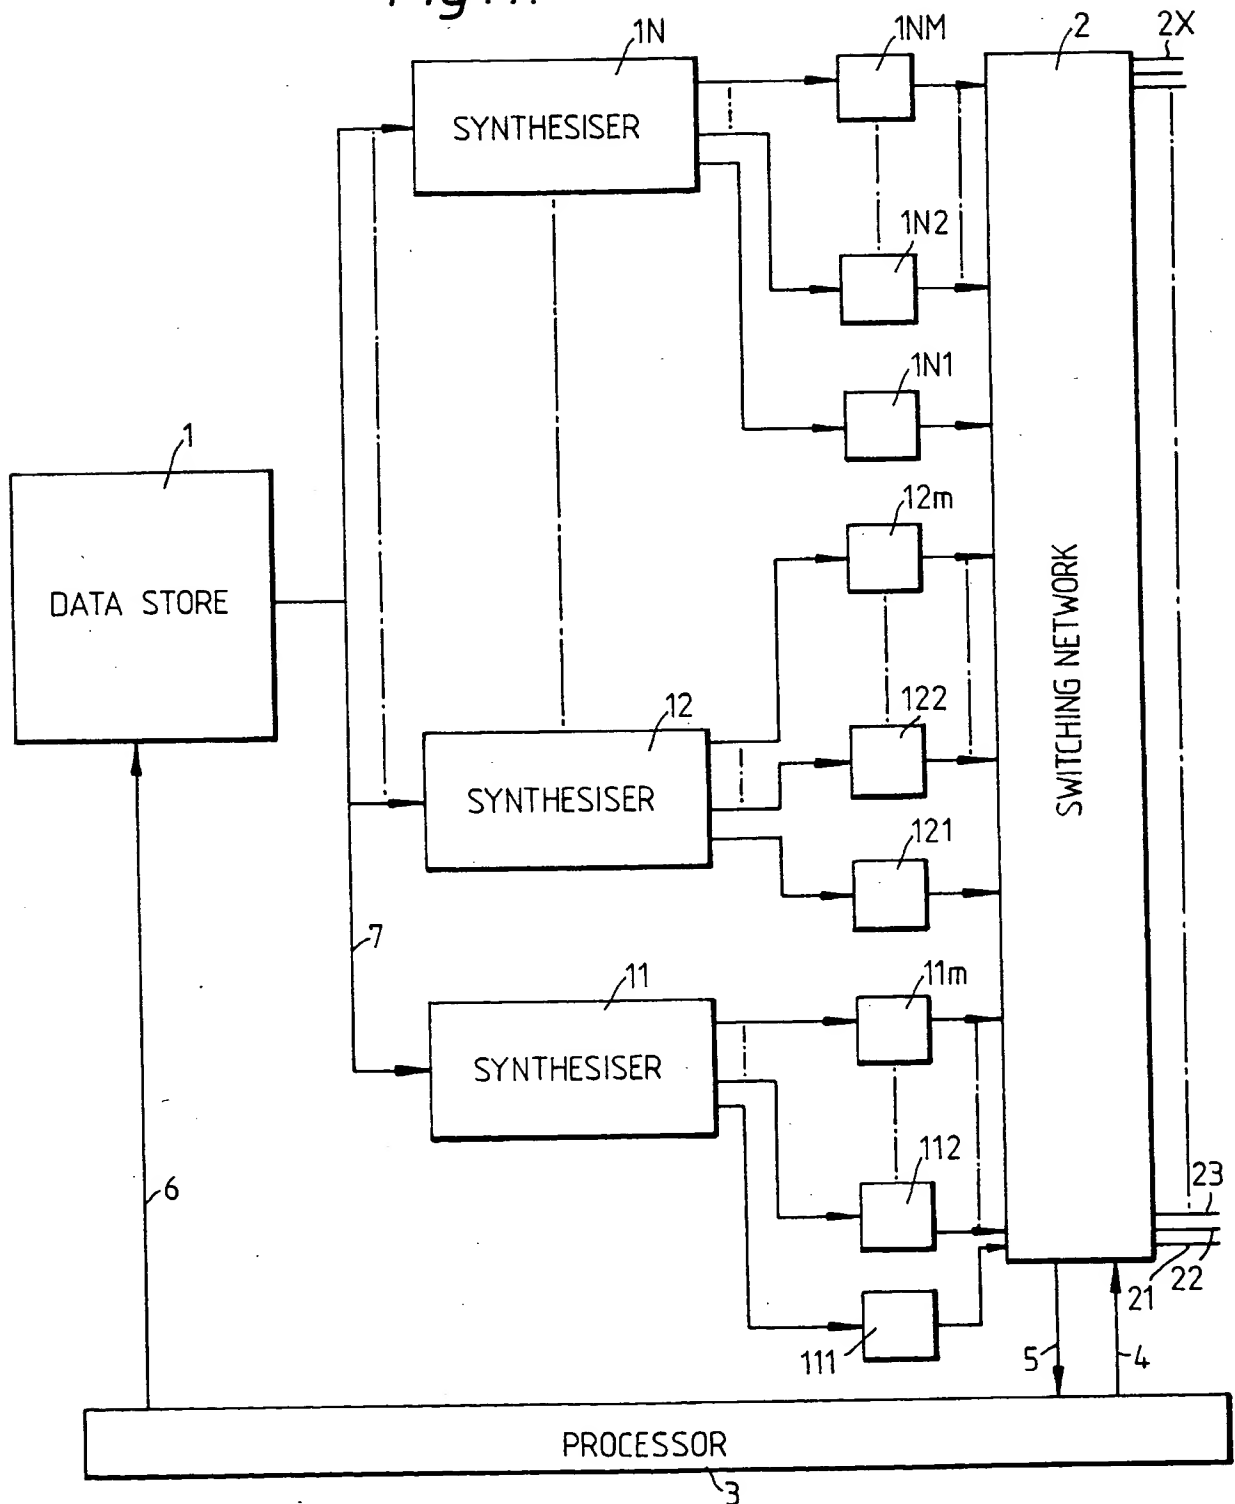 1N
1NM
2
2X
SYNTHESISER
1N2
1N1
1
12m
DATA STORE
SWITCHING NETWORK
12
122
SYNTHESISER
121
7
11
11m
SYNTHESISER
112
6
23
22
21
111
5
4
PROCESSOR
3